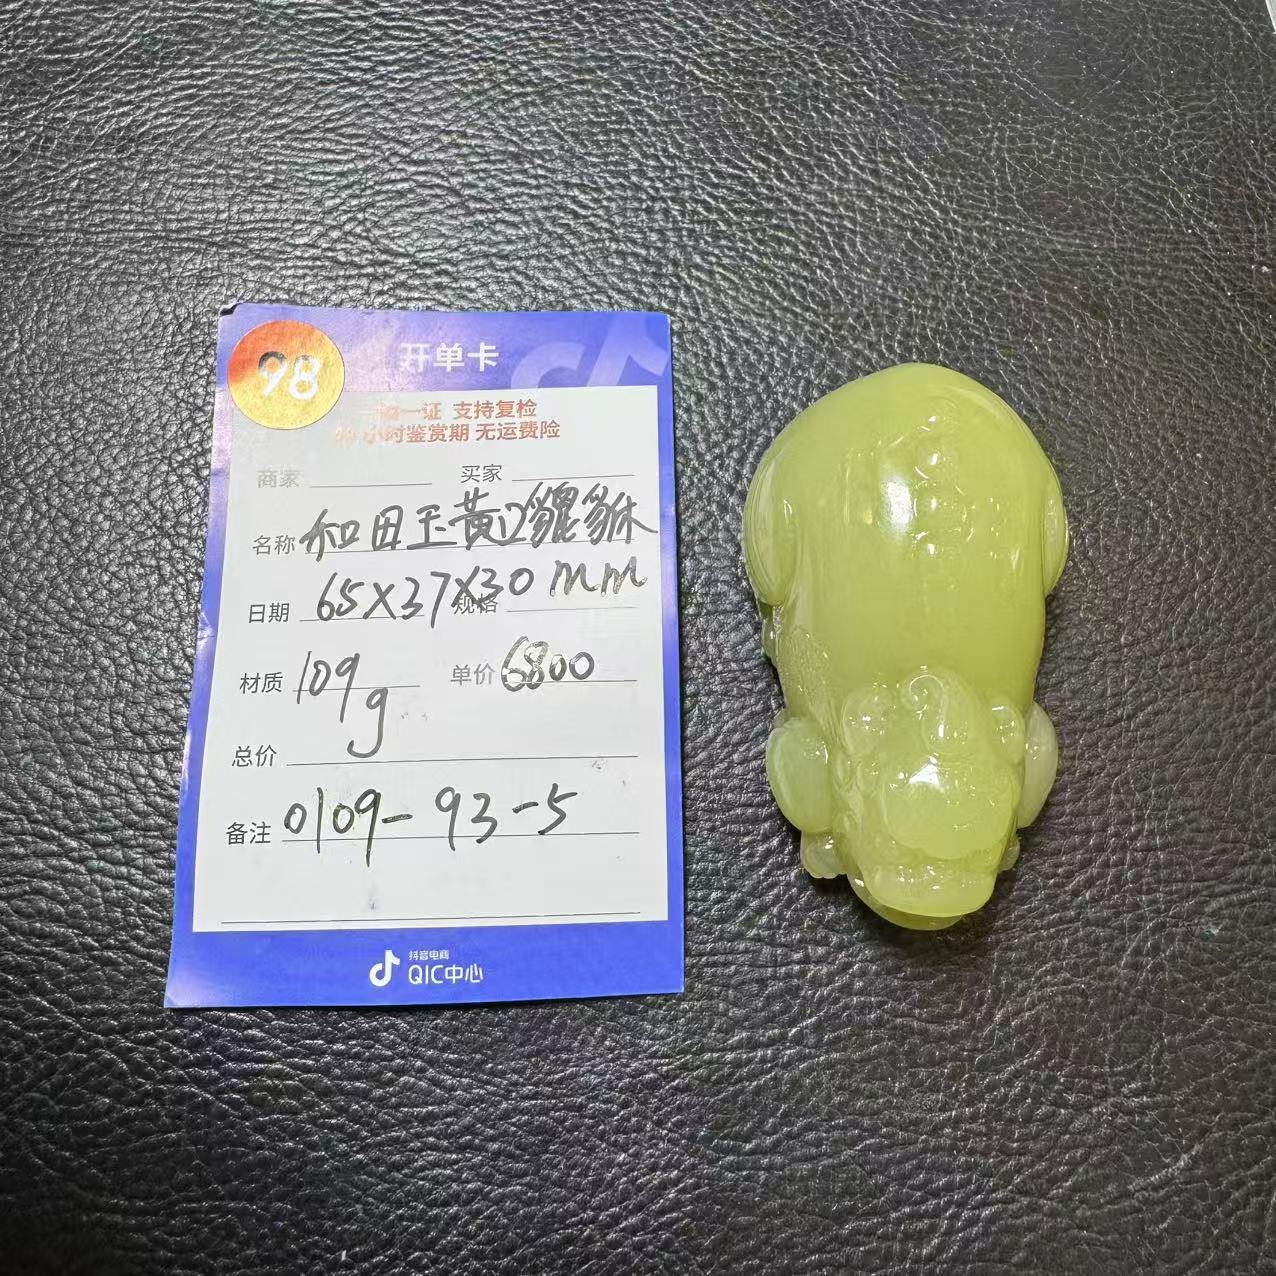 98
开单卡
一证 支持复检
小时鉴赏期 无运费险
商家 买家
名称 和田玉黄口貔貅
日期 65X37X30mm 规格
材质 109g 单价 6800
总价
备注 0109-93-5
抖音电商
QIC中心